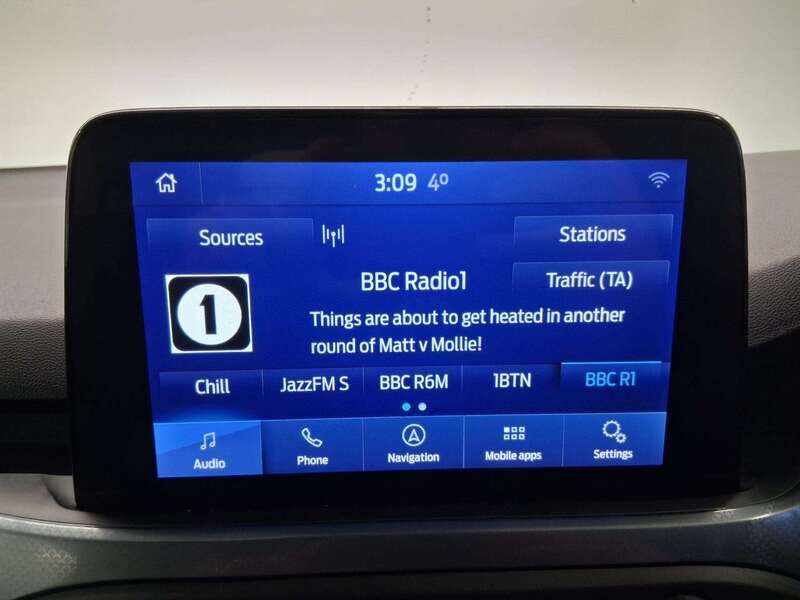 3:09 4°
Sources
Stations
BBC Radio1
Traffic (TA)
1
Things are about to get heated in another
round of Matt v Mollie!
Chill
JazzFM S
BBC R6M
1BTN
BBC R1
Audio
Phone
Navigation
Mobile apps
Settings